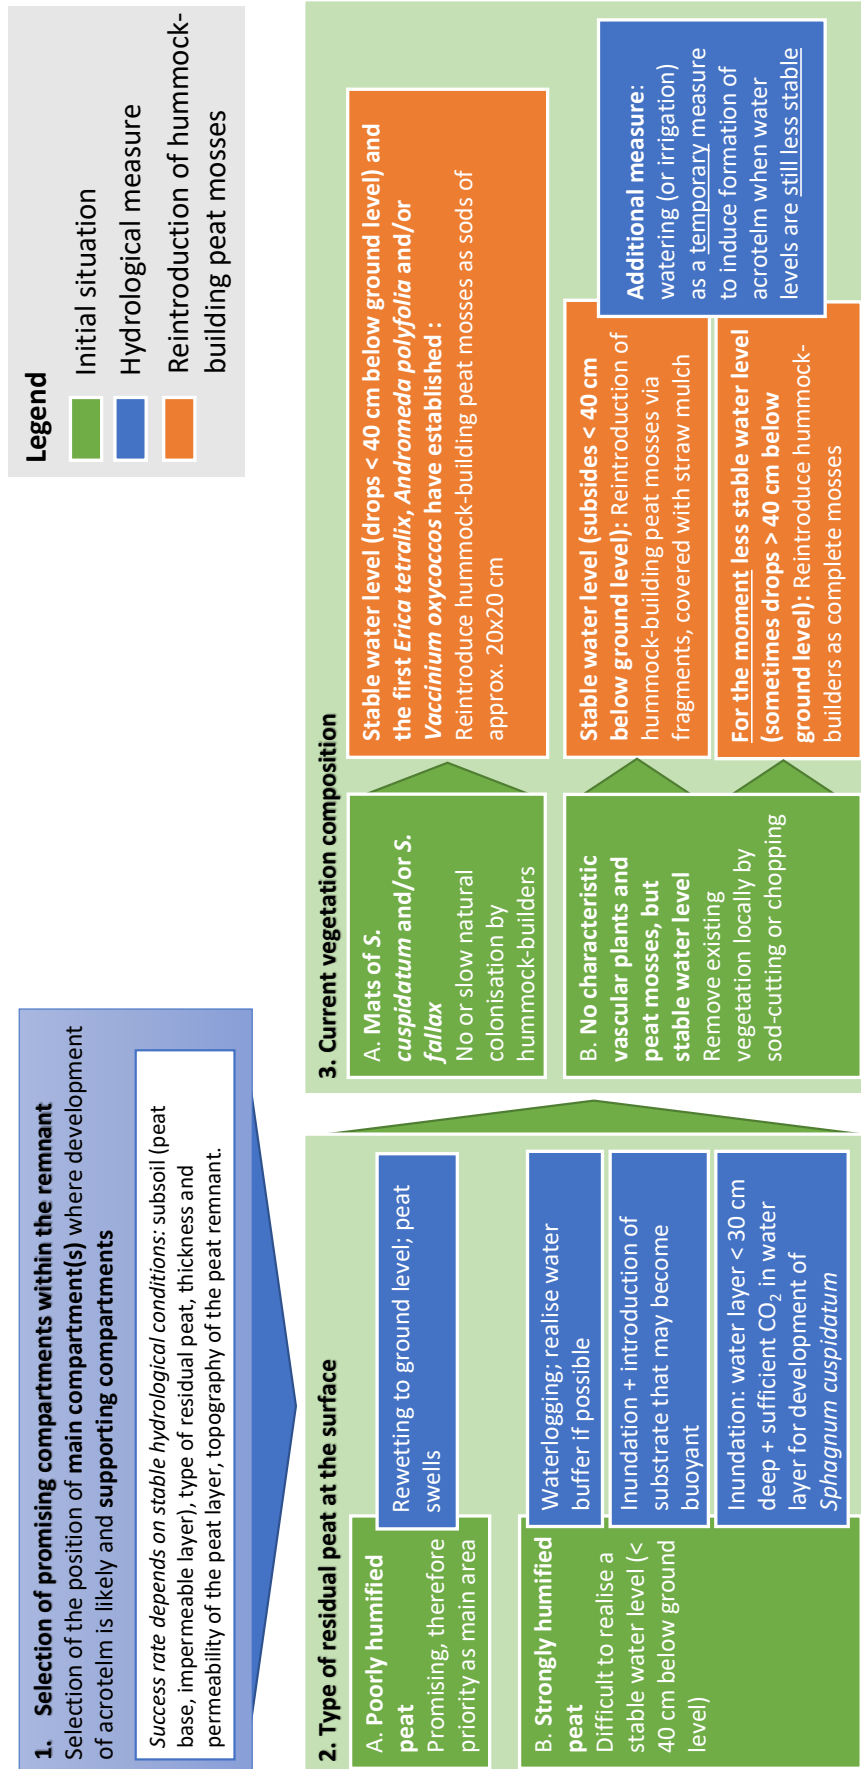 1. Selection of promising compartments within the remnant
Selection of the position of main compartment(s) where development
of acrotelm is likely and supporting compartments
Success rate depends on stable hydrological conditions: subsoil (peat
base, impermeable layer), type of residual peat, thickness and
permeability of the peat layer, topography of the peat remnant.
Legend
Initial situation
Hydrological measure
Reintroduction of hummock-
building peat mosses
2. Type of residual peat at the surface
A. Poorly humified
peat
Promising, therefore
priority as main area
Rewetting to ground level; peat
swells
B. Strongly humified
peat
Difficult to realise a
stable water level (<
40 cm below ground
level)
Waterlogging; realise water
buffer if possible
Inundation + introduction of
substrate that may become
buoyant
Inundation: water layer < 30 cm
deep + sufficient CO2 in water
layer for development of
Sphagnum cuspidatum
3. Current vegetation composition
A. Mats of S.
cuspidatum and/or S.
fallax
No or slow natural
colonisation by
hummock-builders
Stable water level (drops < 40 cm below ground level) and
the first Erica tetralix, Andromeda polyfolia and/or
Vaccinium oxycoccos have established :
Reintroduce hummock-building peat mosses as sods of
approx. 20x20 cm
B. No characteristic
vascular plants and
peat mosses, but
stable water level
Remove existing
vegetation locally by
sod-cutting or chopping
Stable water level (subsides < 40 cm
below ground level): Reintroduction of
hummock-building peat mosses via
fragments, covered with straw mulch
For the moment less stable water level
(sometimes drops > 40 cm below
ground level): Reintroduce hummock-
builders as complete mosses
Additional measure:
watering (or irrigation)
as a temporary measure
to induce formation of
acrotelm when water
levels are still less stable